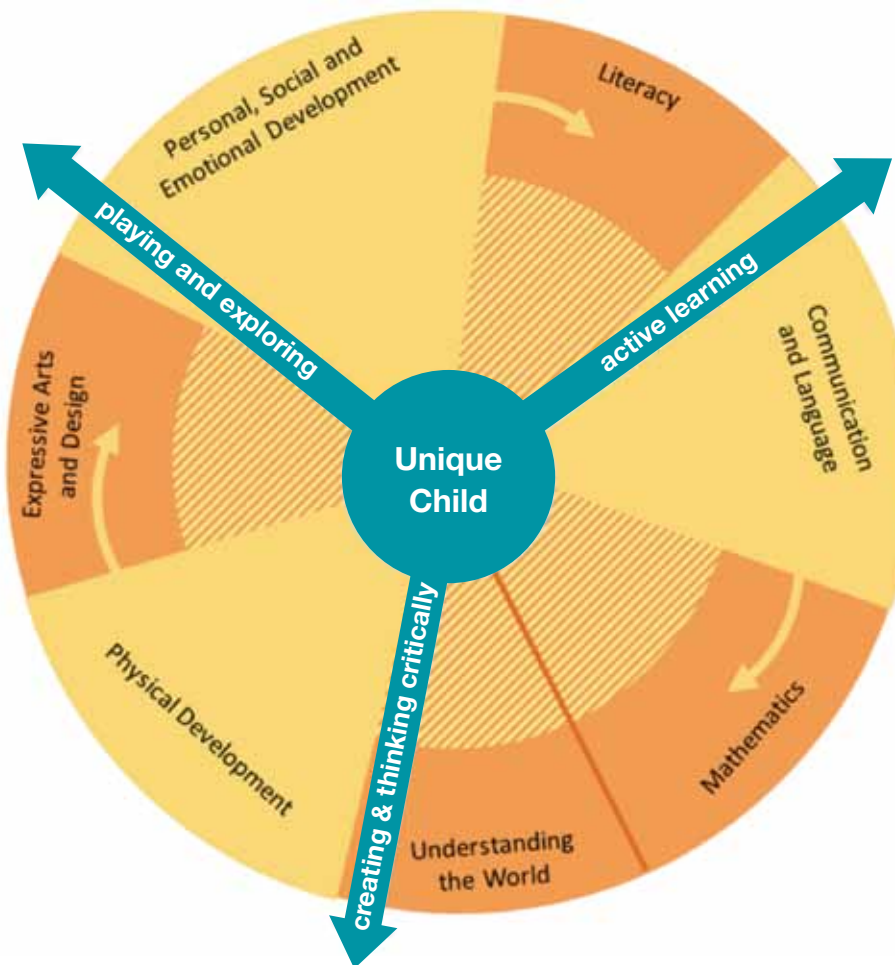 Personal, Social and
Emotional Development
Literacy
playing and exploring
active learning
Communication
and Language
Expressive Arts
and Design
Unique
Child
Physical Development
creating & thinking critically
Mathematics
Understanding
the World